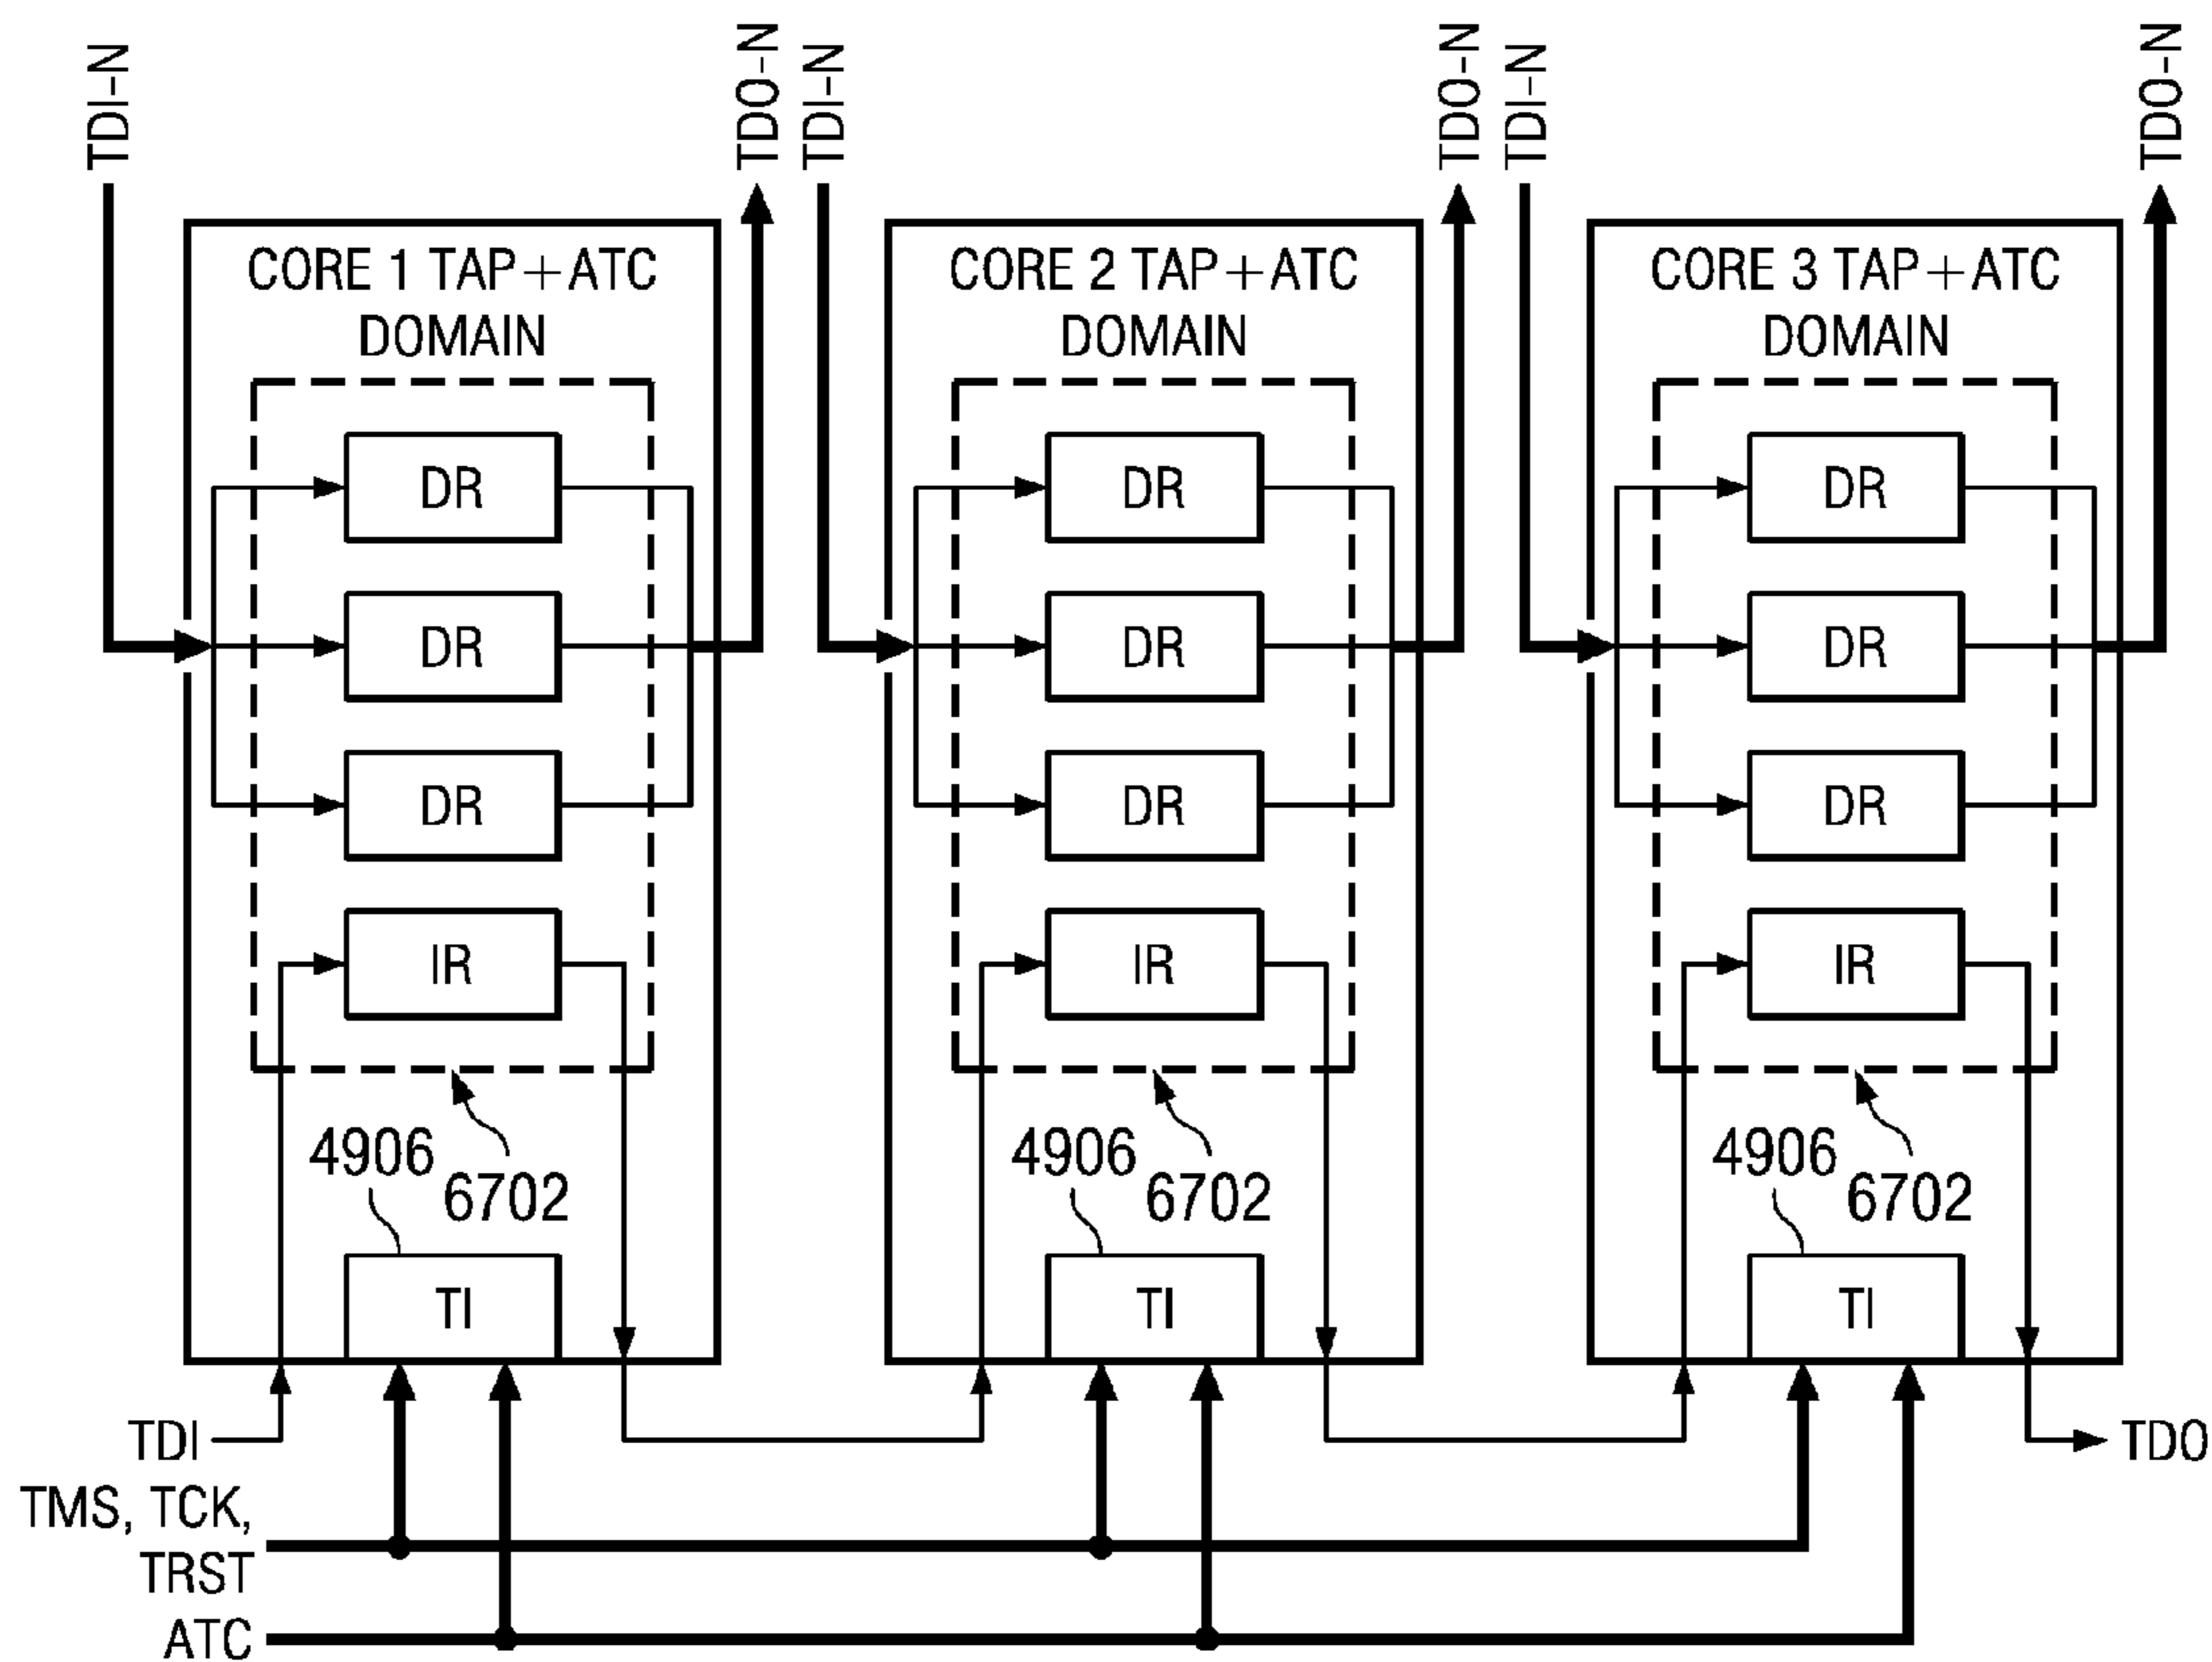 TDI-N
TDO-N
TDI-N
TDO-N
TDI-N
TDO-N
CORE 1 TAP+ATC
DOMAIN
DR
DR
DR
IR
4906
6702
TI
CORE 2 TAP+ATC
DOMAIN
DR
DR
DR
IR
4906
6702
TI
CORE 3 TAP+ATC
DOMAIN
DR
DR
DR
IR
4906
6702
TI
TDI
TDO
TMS, TCK,
TRST
ATC